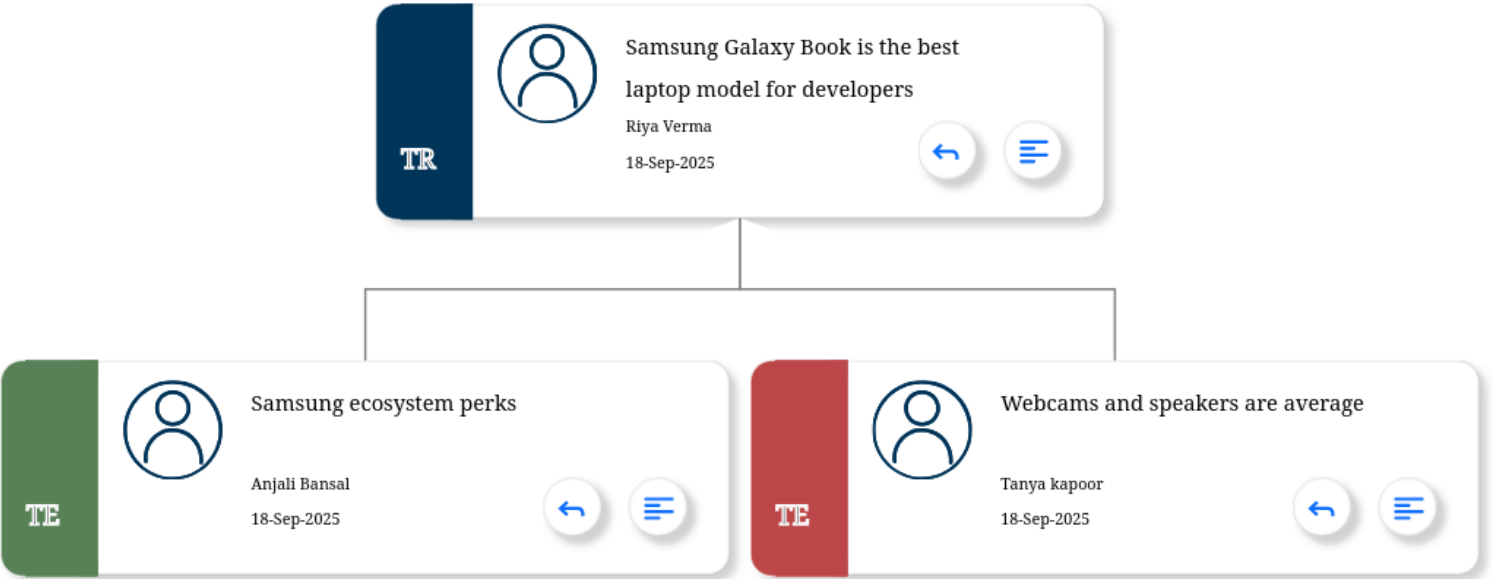 Samsung Galaxy Book is the best
laptop model for developers
Riya Verma
18-Sep-2025
TR
Samsung ecosystem perks
Anjali Bansal
18-Sep-2025
TE
Webcams and speakers are average
Tanya kapoor
18-Sep-2025
TE